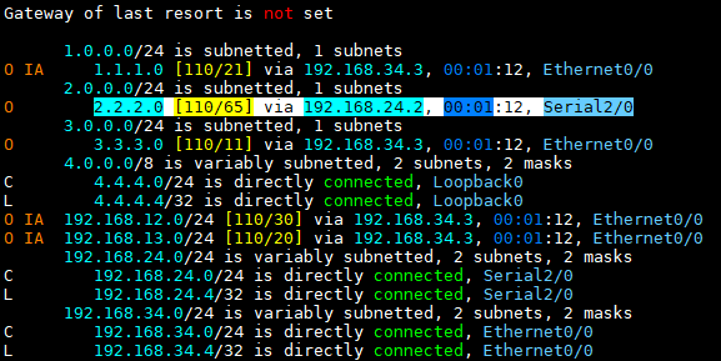 Gateway of last resort is not set
1.0.0.0/24 is subnetted, 1 subnets
O IA 1.1.1.0 [110/21] via 192.168.34.3, 00:01:12, Ethernet0/0
2.0.0.0/24 is subnetted, 1 subnets
O 2.2.2.0 [110/65] via 192.168.24.2, 00:01:12, Serial2/0
3.0.0.0/24 is subnetted, 1 subnets
O 3.3.3.0 [110/11] via 192.168.34.3, 00:01:12, Ethernet0/0
4.0.0.0/8 is variably subnetted, 2 subnets, 2 masks
C 4.4.4.0/24 is directly connected, Loopback0
L 4.4.4.4/32 is directly connected, Loopback0
O IA 192.168.12.0/24 [110/30] via 192.168.34.3, 00:01:12, Ethernet0/0
O IA 192.168.13.0/24 [110/20] via 192.168.34.3, 00:01:12, Ethernet0/0
192.168.24.0/24 is variably subnetted, 2 subnets, 2 masks
C 192.168.24.0/24 is directly connected, Serial2/0
L 192.168.24.4/32 is directly connected, Serial2/0
192.168.34.0/24 is variably subnetted, 2 subnets, 2 masks
C 192.168.34.0/24 is directly connected, Ethernet0/0
L 192.168.34.4/32 is directly connected, Ethernet0/0